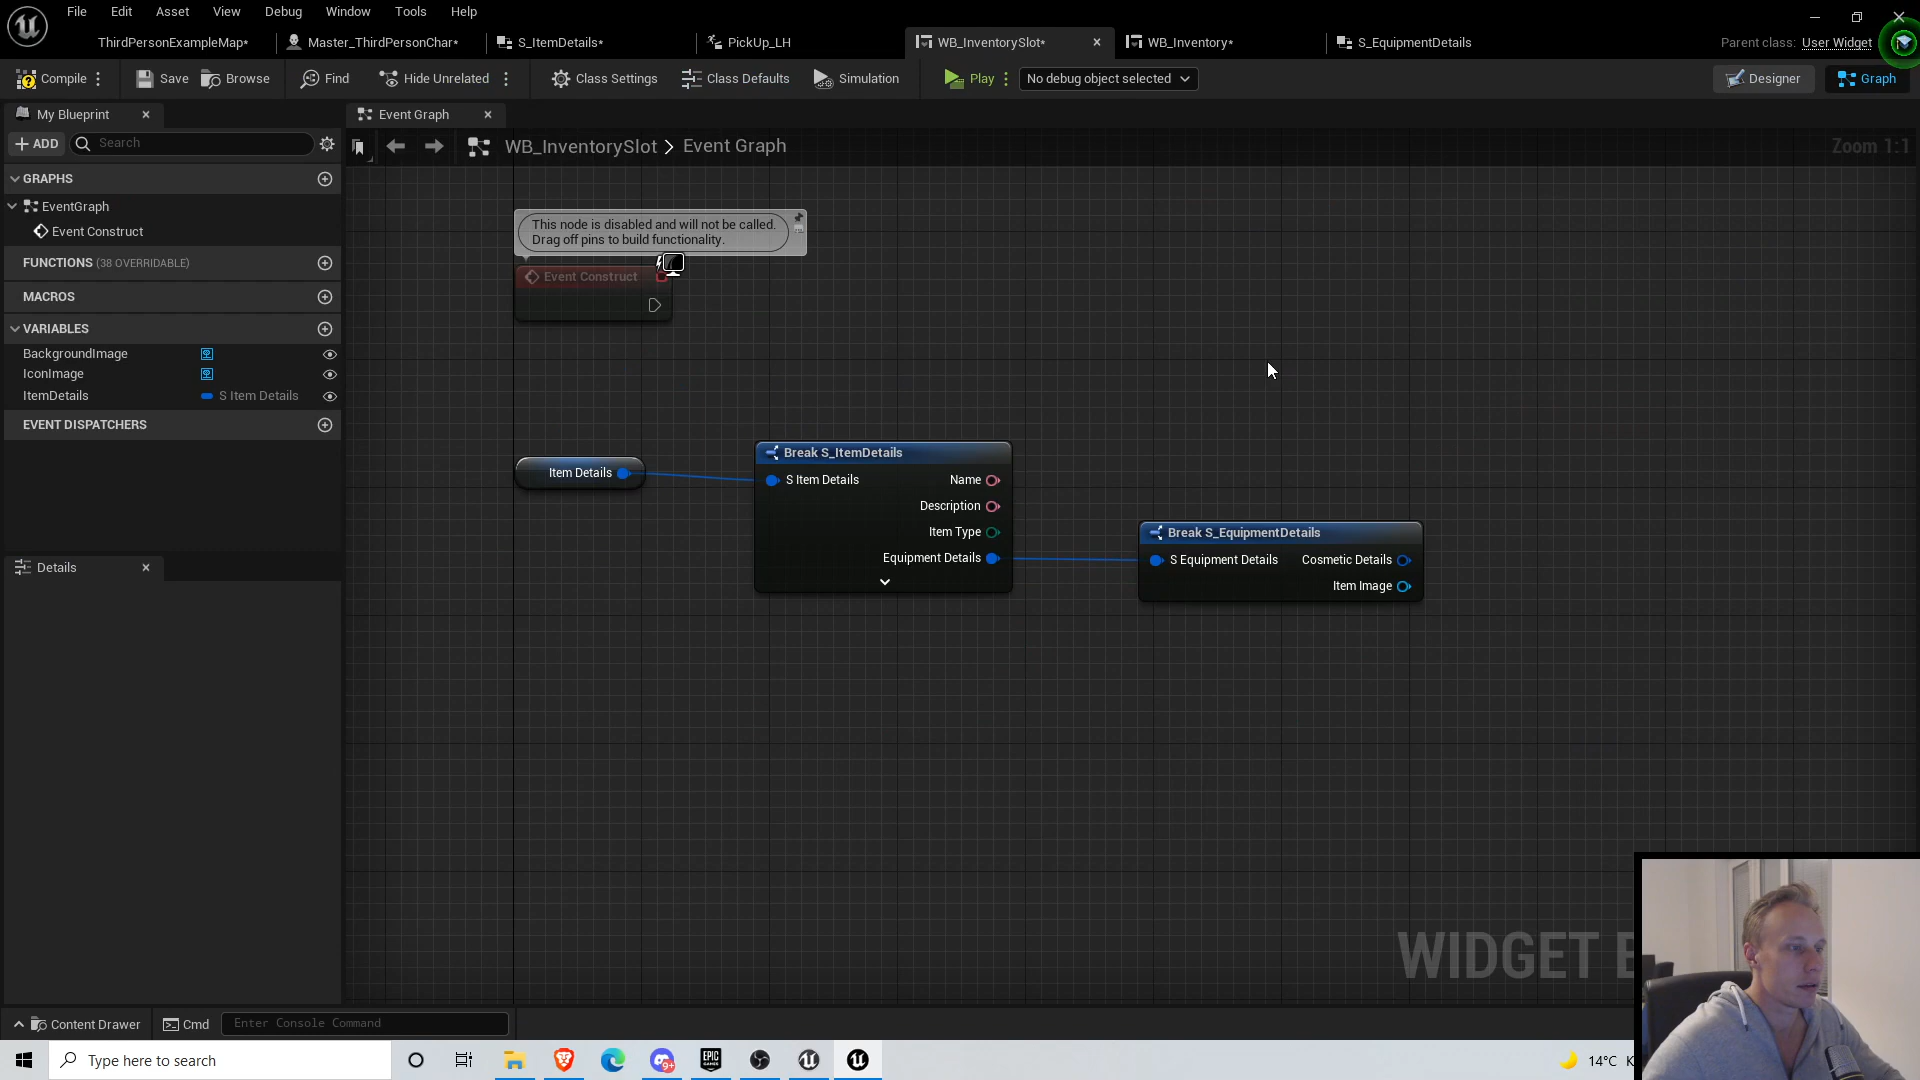 File Edit Asset View Debug Window Tools Help
ThirdPersonExampleMap* Master_ThirdPersonChar* S_ItemDetails* PickUp_LH WB_InventorySlot* WB_Inventory* S_EquipmentDetails Parent class: User Widget
Compile Save Browse Find Hide Unrelated Class Settings Class Defaults Simulation Play No debug object selected Designer Graph
My Blueprint Event Graph
ADD Search WB_InventorySlot > Event Graph Zoom 1:1
GRAPHS
EventGraph
Event Construct
FUNCTIONS (38 OVERRIDABLE)
MACROS
VARIABLES
BackgroundImage
IconImage
ItemDetails S Item Details
EVENT DISPATCHERS
Details
This node is disabled and will not be called.
Drag off pins to build functionality.
Event Construct
Item Details
Break S_ItemDetails
S Item Details Name
Description
Item Type
Equipment Details
Break S_EquipmentDetails
S Equipment Details Cosmetic Details
Item Image
WIDGET
Content Drawer Cmd Enter Console Command
Type here to search 9+ EPIC GAMES 14°C